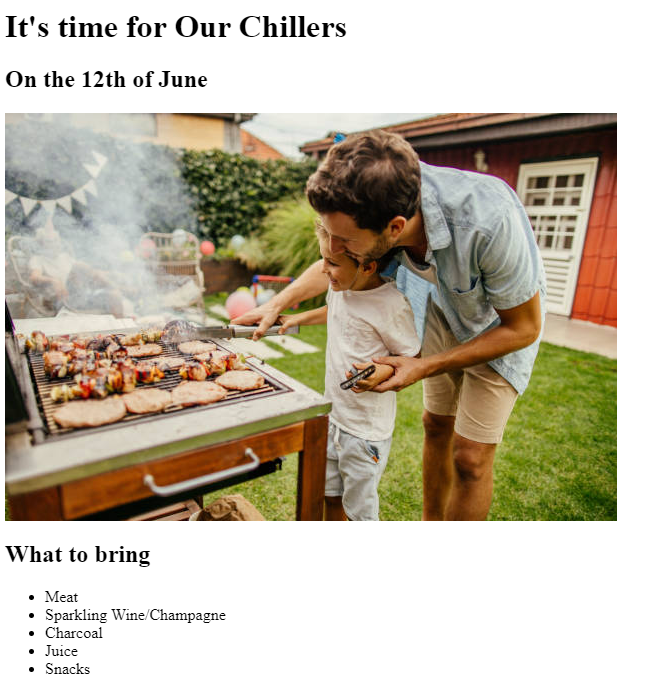 It's time for Our Chillers
On the 12th of June
What to bring
Meat
Sparkling Wine/Champagne
Charcoal
Juice
Snacks